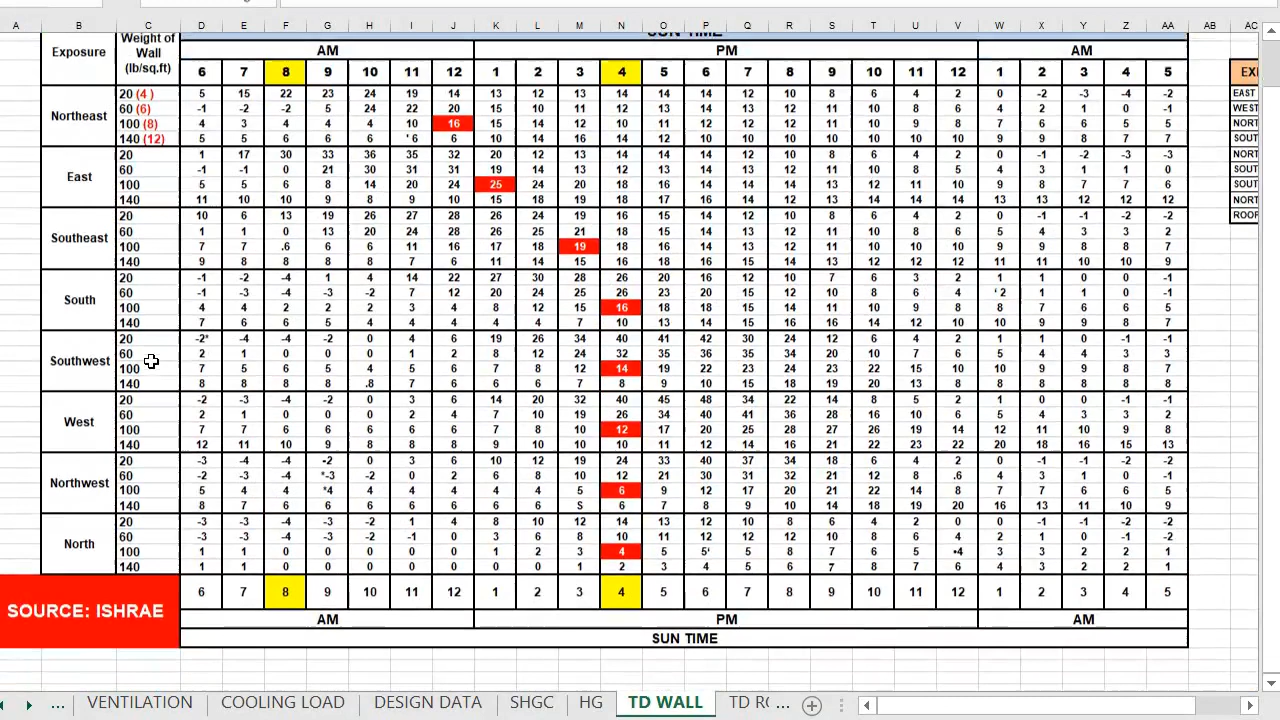 A B C D E F G H I J K L M N O P Q R S T U V W X Y Z AA AB AC
Exposure Weight of Wall (lb/sq.ft) SUN TIME
AM PM AM
6 7 8 9 10 11 12 1 2 3 4 5 6 7 8 9 10 11 12 1 2 3 4 5
Northeast
20 (4 ) 5 15 22 23 24 19 14 13 12 13 14 14 14 12 10 8 6 4 2 0 -2 -3 -4 -2
60 (6) -1 -2 -2 5 24 22 20 15 10 11 12 13 14 13 12 11 10 8 6 4 2 1 0 -1
100 (8) 4 3 4 4 4 10 16 15 14 12 10 11 12 12 12 11 10 9 8 7 6 6 5 5
140 (12) 5 5 6 6 6 ' 6 6 10 14 16 14 12 10 10 10 10 10 10 10 9 9 8 7 7
East
20 1 17 30 33 36 35 32 20 12 13 14 14 14 12 10 8 6 4 2 0 -1 -2 -3 -3
60 -1 -1 0 21 30 31 31 19 14 13 12 13 14 13 12 11 10 8 5 4 3 1 1 0
100 5 5 6 8 14 20 24 25 24 20 18 16 14 14 14 13 12 11 10 9 8 7 7 6
140 11 10 10 9 8 9 10 15 18 19 18 17 16 14 14 14 14 14 14 13 13 12 12 12
Southeast
20 10 6 13 19 26 27 28 26 24 19 16 15 14 12 10 8 6 4 2 0 -1 -1 -2 -2
60 1 1 0 13 20 24 28 26 25 21 18 15 14 13 12 11 10 8 6 5 4 3 3 2
100 7 7 .6 6 6 11 16 17 18 19 18 16 14 13 12 11 10 10 10 9 9 8 8 7
140 9 8 8 8 8 7 6 11 14 15 16 18 16 15 14 13 12 12 12 11 11 10 10 9
South
20 -1 -2 -4 1 4 14 22 27 30 28 26 20 16 12 10 7 6 3 2 1 1 0 0 -1
60 -1 -3 -4 -3 -2 7 12 20 24 25 26 23 20 15 12 10 8 6 4 ' 2 1 1 0 -1
100 4 4 2 2 2 3 4 8 12 15 16 18 18 15 14 11 10 9 8 8 7 6 6 5
140 7 6 6 5 4 4 4 4 4 7 10 13 14 15 16 16 14 12 10 10 9 9 8 7
Southwest
20 -2* -4 -4 -2 0 4 6 19 26 34 40 41 42 30 24 12 6 4 2 1 1 0 -1 -1
60 2 1 0 0 0 1 2 8 12 24 32 35 36 35 34 20 10 7 6 5 4 4 3 3
100 7 5 6 5 4 5 6 7 8 12 14 19 22 23 24 23 22 15 10 10 9 9 8 7
140 8 8 8 8 .8 7 6 6 6 7 8 9 10 15 18 19 20 13 8 8 8 8 8 8
West
20 -2 -3 -4 -2 0 3 6 14 20 32 40 45 48 34 22 14 8 5 2 1 0 0 -1 -1
60 2 1 0 0 0 2 4 7 10 19 26 34 40 41 36 28 16 10 6 5 4 3 3 2
100 7 7 6 6 6 6 6 7 8 10 12 17 20 25 28 27 26 19 14 12 11 10 9 8
140 12 11 10 9 8 8 8 9 10 10 10 11 12 14 16 21 22 23 22 20 18 16 15 13
Northwest
20 -3 -4 -4 -2 0 3 6 10 12 19 24 33 40 37 34 18 6 4 2 0 -1 -1 -2 -2
60 -2 -3 -4 *-3 -2 0 2 6 8 10 12 21 30 31 32 21 12 8 .6 4 3 1 0 -1
100 5 4 4 *4 4 4 4 4 4 5 6 9 12 17 20 21 22 14 8 7 7 6 6 5
140 8 7 6 6 6 6 6 6 6 S 6 7 8 9 10 14 18 19 20 16 13 11 10 9
North
20 -3 -3 -4 -3 -2 1 4 8 10 12 14 13 12 10 8 6 4 2 0 0 -1 -1 -2 -2
60 -3 -3 -4 -3 -2 -1 0 3 6 8 10 11 12 12 12 10 8 6 4 2 1 0 -1 -2
100 1 1 0 0 0 0 0 1 2 3 4 5 5' 5 8 7 6 5 •4 3 3 2 2 1
140 1 1 0 0 0 0 0 0 0 1 2 3 4 5 6 7 8 7 6 4 3 2 2 1
6 7 8 9 10 11 12 1 2 3 4 5 6 7 8 9 10 11 12 1 2 3 4 5
SOURCE: ISHRAE
AM PM AM
SUN TIME
EX
EAST
WEST
NORT
SOUT
NORT
SOUT
SOUT
NORT
ROOF
... VENTILATION COOLING LOAD DESIGN DATA SHGC HG TD WALL TD RO ...